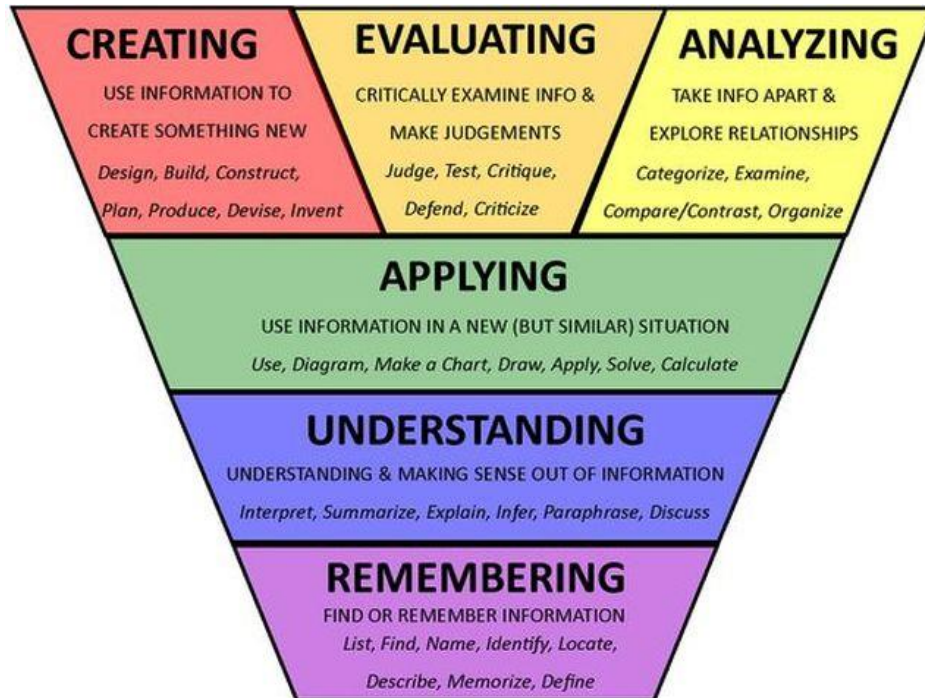 CREATING
USE INFORMATION TO
CREATE SOMETHING NEW
Design, Build, Construct,
Plan, Produce, Devise, Invent
EVALUATING
CRITICALLY EXAMINE INFO &
MAKE JUDGEMENTS
Judge, Test, Critique,
Defend, Criticize
ANALYZING
TAKE INFO APART &
EXPLORE RELATIONSHIPS
Categorize, Examine,
Compare/Contrast, Organize
APPLYING
USE INFORMATION IN A NEW (BUT SIMILAR) SITUATION
Use, Diagram, Make a Chart, Draw, Apply, Solve, Calculate
UNDERSTANDING
UNDERSTANDING & MAKING SENSE OUT OF INFORMATION
Interpret, Summarize, Explain, Infer, Paraphrase, Discuss
REMEMBERING
FIND OR REMEMBER INFORMATION
List, Find, Name, Identify, Locate,
Describe, Memorize, Define